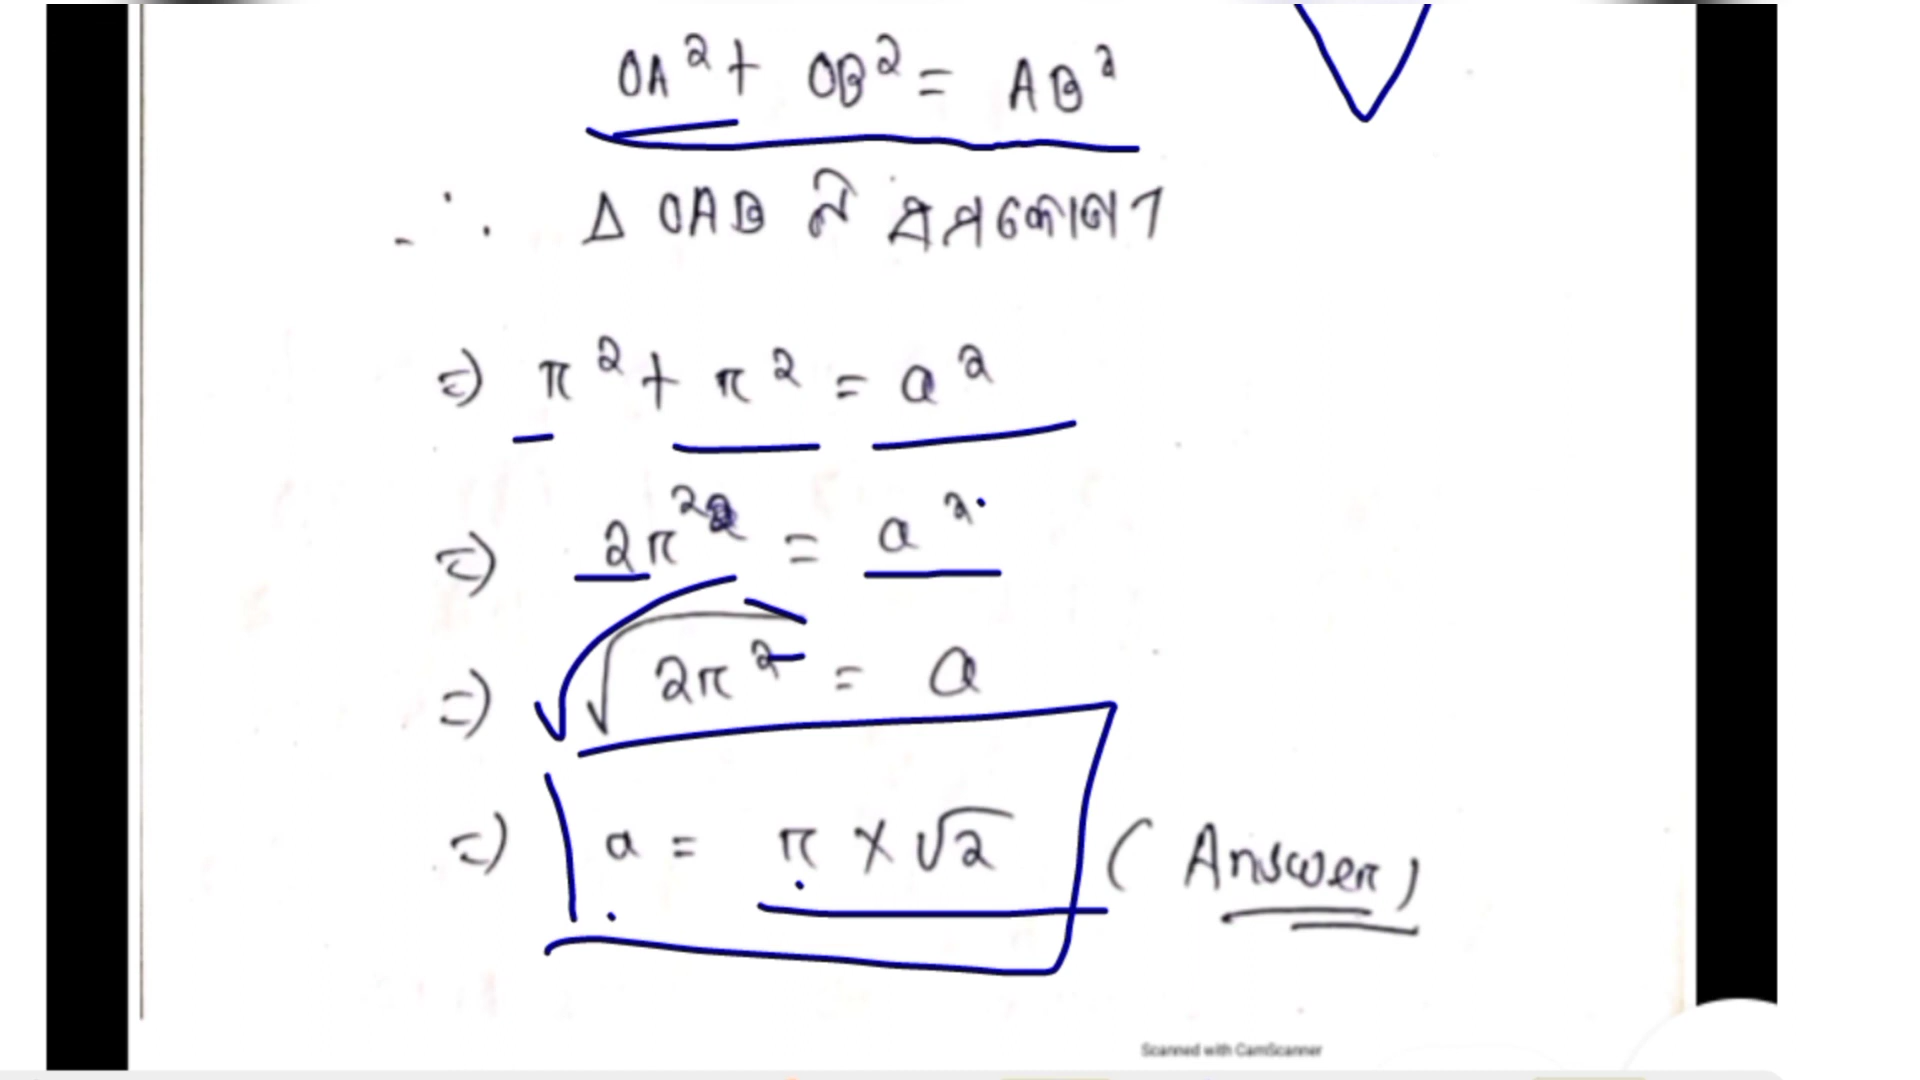 OA² + OB² = AB²
∴ Δ OAB এ সমকোণী
=) r² + r² = a²
=) 2r² = a²
=) √2r² = a
=) a = r × √2 (Answer)
Scanned with CamScanner